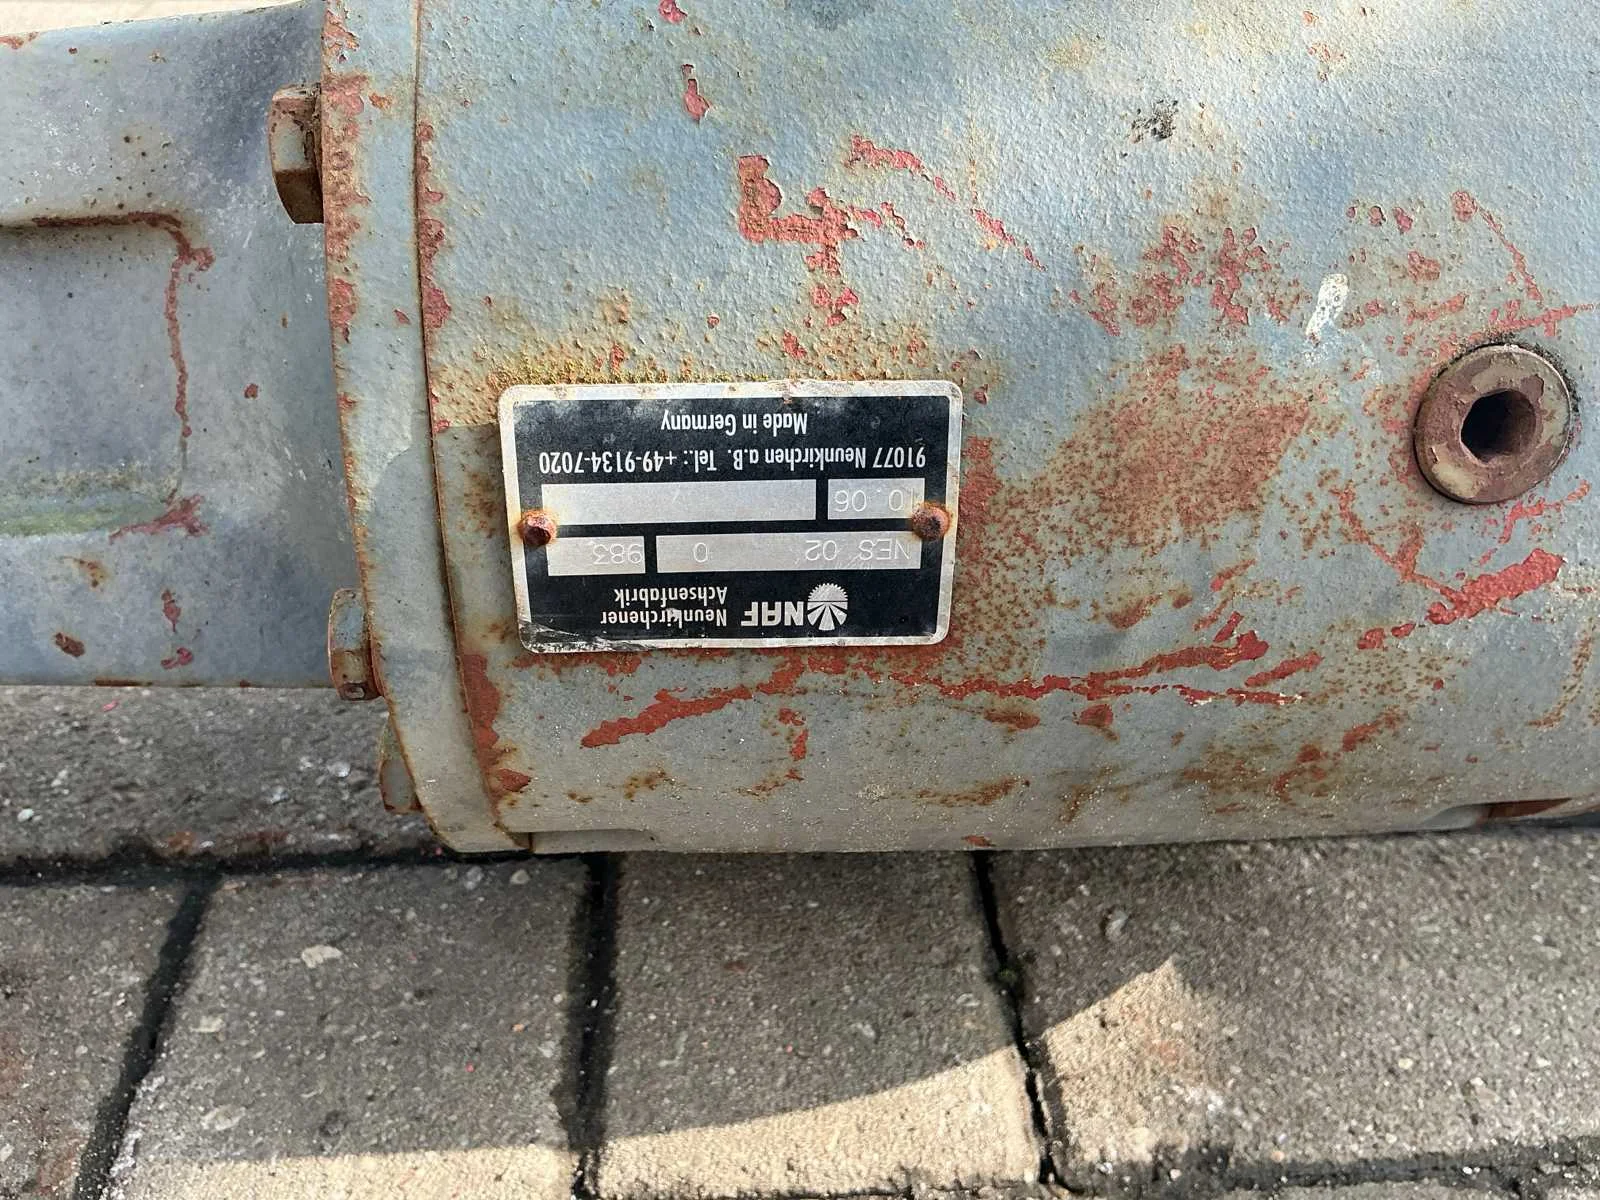 NAF Neunkirchener
Achsenfabrik
NES 02 0 983
10.06
91077 Neunkirchen a.B. Tel.: +49-9134-7020
Made in Germany